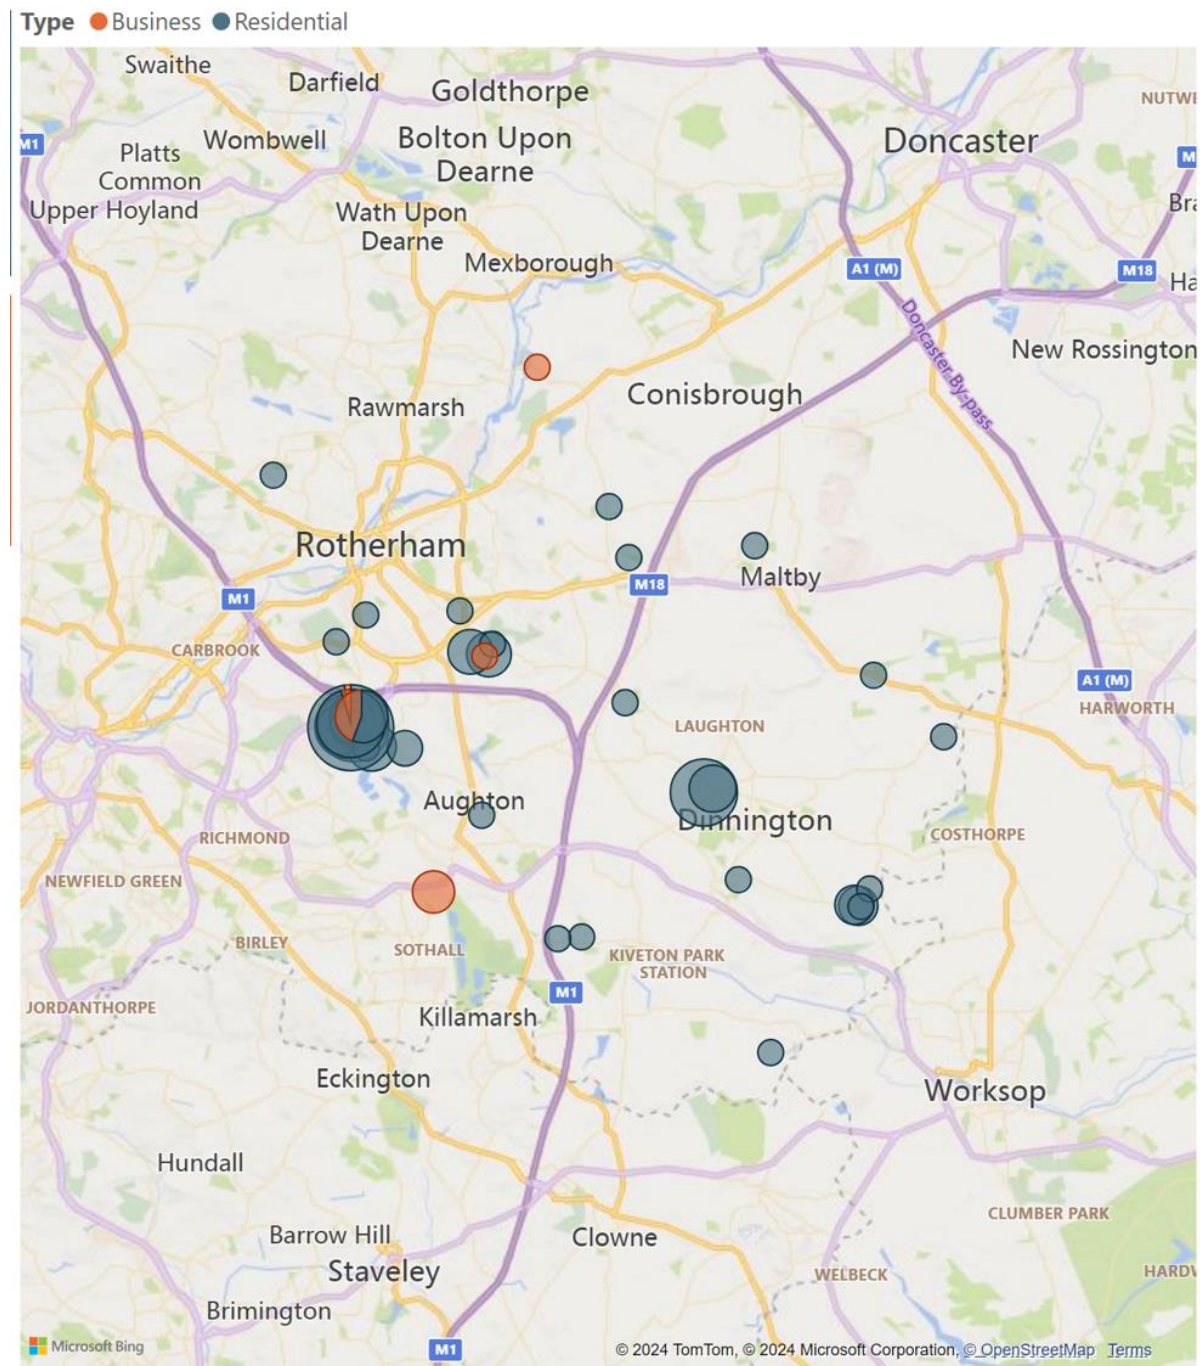 Type Business Residential
Swaithe
Darfield
Goldthorpe
NUTWE
M1
Wombwell
Bolton Upon
Dearne
Doncaster
M
Platts
Common
Upper Hoyland
Wath Upon
Dearne
Bra
Mexborough
A1 (M)
M18
Ha
Doncaster By-pass
New Rossington
Conisbrough
Rawmarsh
Rotherham
Maltby
M18
M1
CARBROOK
A1 (M)
HARWORTH
LAUGHTON
Aughton
Dinnington
RICHMOND
COSTHORPE
NEWFIELD GREEN
BIRLEY
SOTHALL
KIVETON PARK
STATION
M1
JORDANTHORPE
Killamarsh
Eckington
Worksop
Hundall
CLUMBER PARK
Barrow Hill
Clowne
Staveley
WELBECK
HARDW
Brimington
Microsoft Bing
M1
© 2024 TomTom, © 2024 Microsoft Corporation, © OpenStreetMap Terms